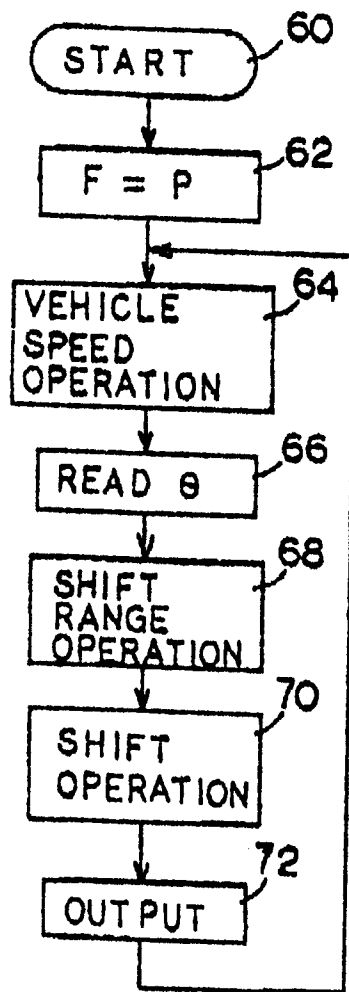 START
60
F = P
62
VEHICLE
SPEED
OPERATION
64
READ θ
66
SHIFT
RANGE
OPERATION
68
SHIFT
OPERATION
70
OUTPUT
72